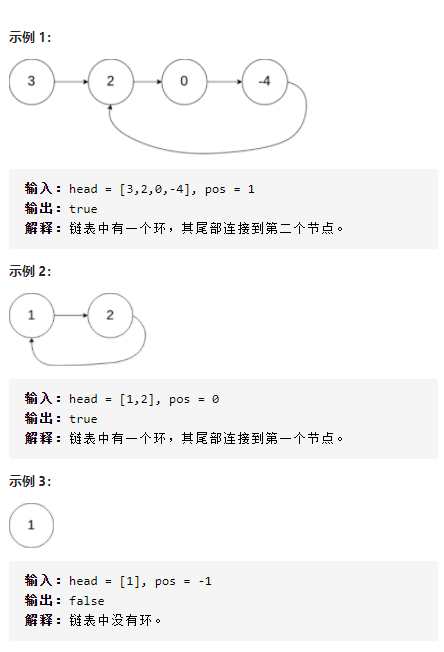 示例 1：
3 2 0 -4
输入：head = [3,2,0,-4], pos = 1
输出：true
解释：链表中有一个环，其尾部连接到第二个节点。
示例 2：
1 2
输入：head = [1,2], pos = 0
输出：true
解释：链表中有一个环，其尾部连接到第一个节点。
示例 3：
1
输入：head = [1], pos = -1
输出：false
解释：链表中没有环。